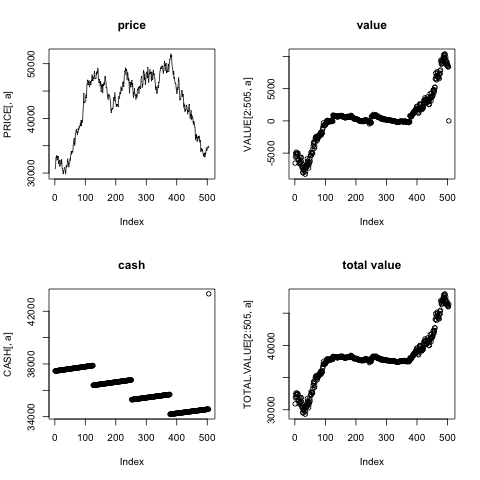 price
PRICE[, a]
30000
40000
50000
0
100
200
300
400
500
Index
value
VALUE[2:505, a]
-5000
0
5000
0
100
200
300
400
500
Index
cash
CASH[, a]
34000
38000
42000
0
100
200
300
400
500
Index
total value
TOTAL.VALUE[2:505, a]
30000
40000
0
100
200
300
400
500
Index